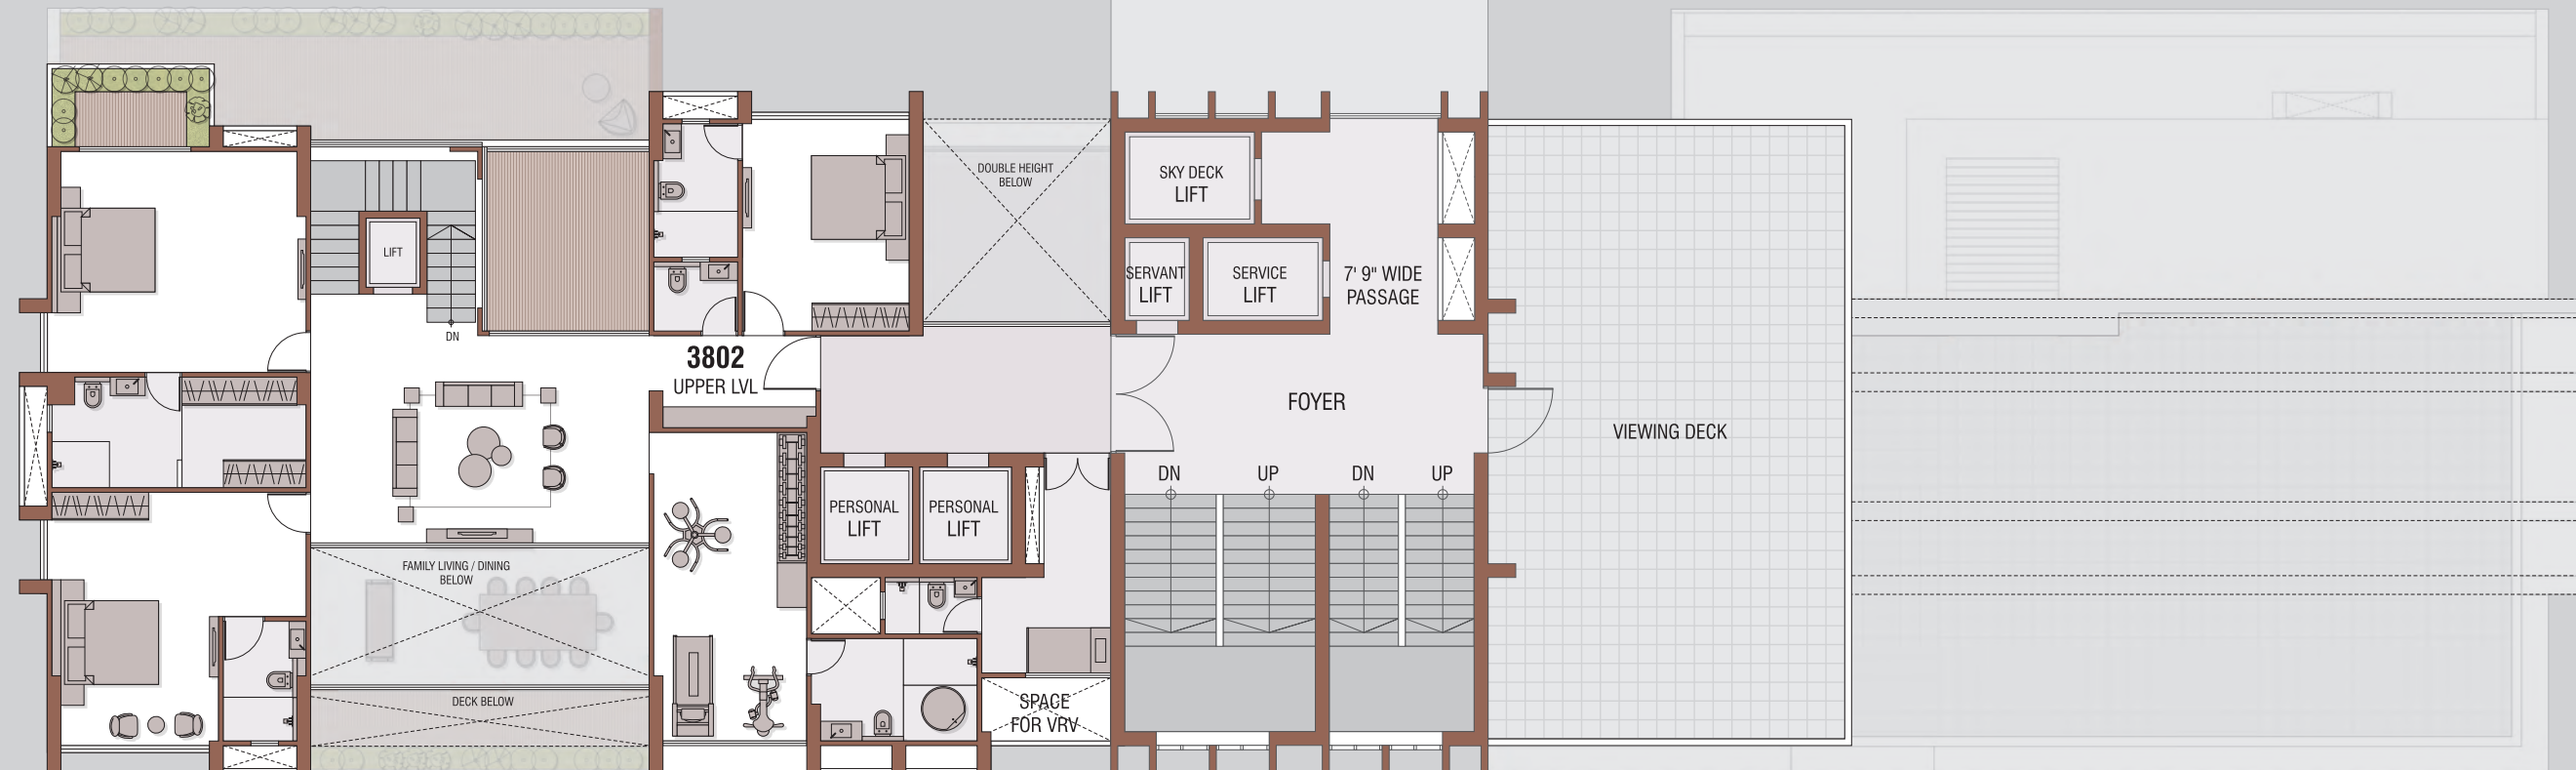 DOUBLE HEIGHT
BELOW
SKY DECK
LIFT
LIFT
SERVANT
LIFT
SERVICE
LIFT
7' 9" WIDE
PASSAGE
DN
3802
UPPER LVL
FOYER
VIEWING DECK
DN
UP
DN
UP
PERSONAL
LIFT
PERSONAL
LIFT
FAMILY LIVING / DINING
BELOW
DECK BELOW
SPACE
FOR VRV